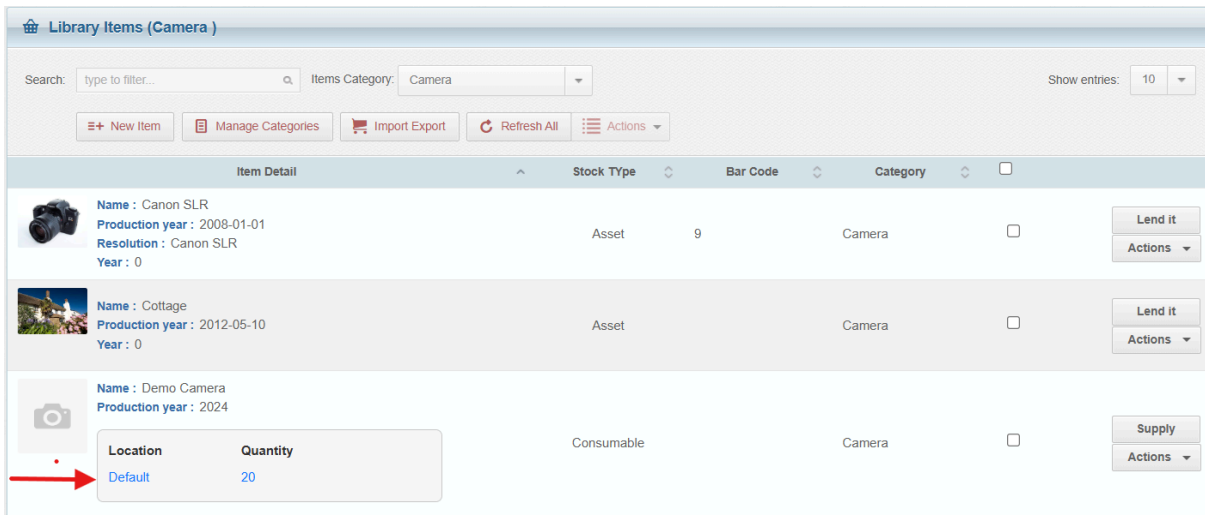 Library Items (Camera )
Search: type to filter... Items Category: Camera Show entries: 10
New Item Manage Categories Import Export Refresh All Actions
Item Detail Stock TYpe Bar Code Category
Name : Canon SLR
Production year : 2008-01-01
Resolution : Canon SLR
Year : 0
Asset 9 Camera
Lend it
Actions
Name : Cottage
Production year : 2012-05-10
Year : 0
Asset Camera
Lend it
Actions
Name : Demo Camera
Production year : 2024
Location Quantity
Default 20
Consumable Camera
Supply
Actions